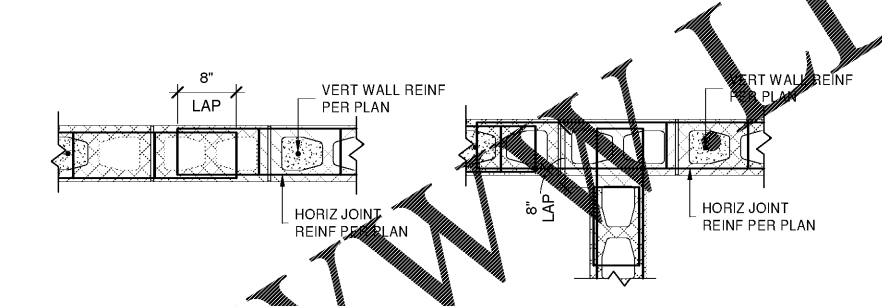 8"
LAP
VERT WALL REINF
PER PLAN
HORIZ JOINT
REINF PER PLAN
VERT WALL REINF
PER PLAN
8"
LAP
HORIZ JOINT
REINF PER PLAN